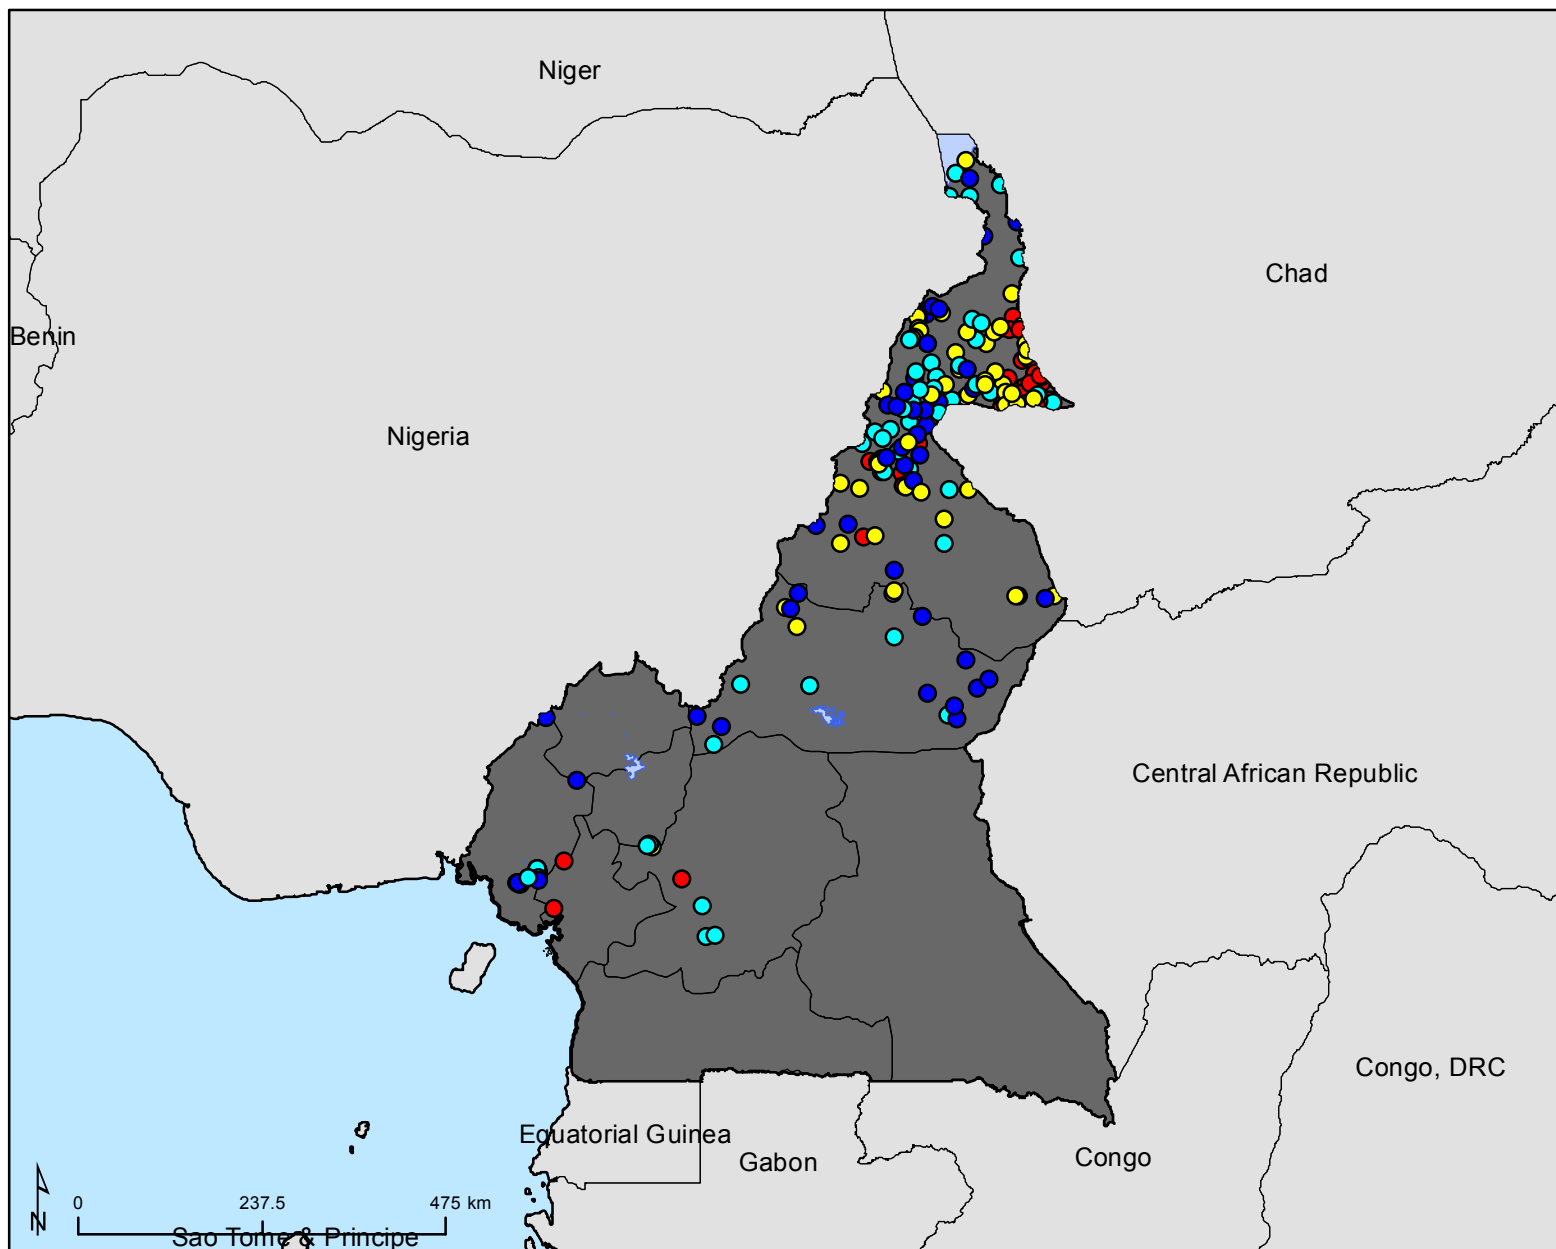 Niger
Chad
Benin
Nigeria
Central African Republic
Congo, DRC
Equatorial Guinea
Gabon
Congo
0 237.5 475 km
N
Sao Tome & Principe